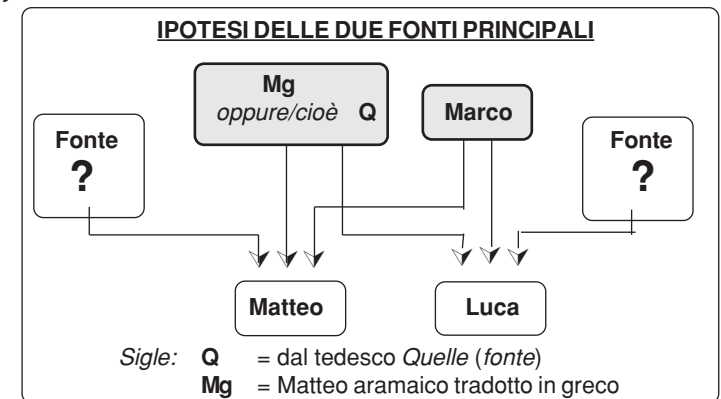 IPOTESI DELLE DUE FONTI PRINCIPALI
Mg
oppure/cioè Q
Marco
Fonte
?
Fonte
?
Matteo
Luca
Sigle: Q = dal tedesco Quelle (fonte)
Mg = Matteo aramaico tradotto in greco